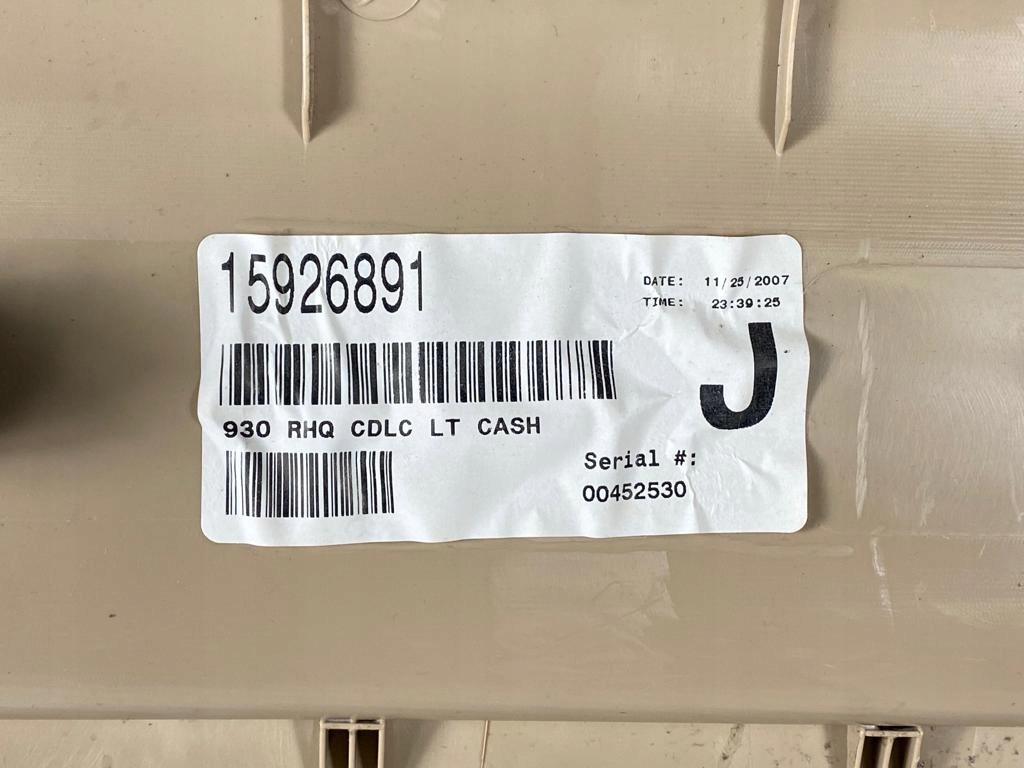 15926891
DATE: 11/25/2007
TIME: 23:39:25
J
930 RHQ CDLC LT CASH
Serial #:
00452530